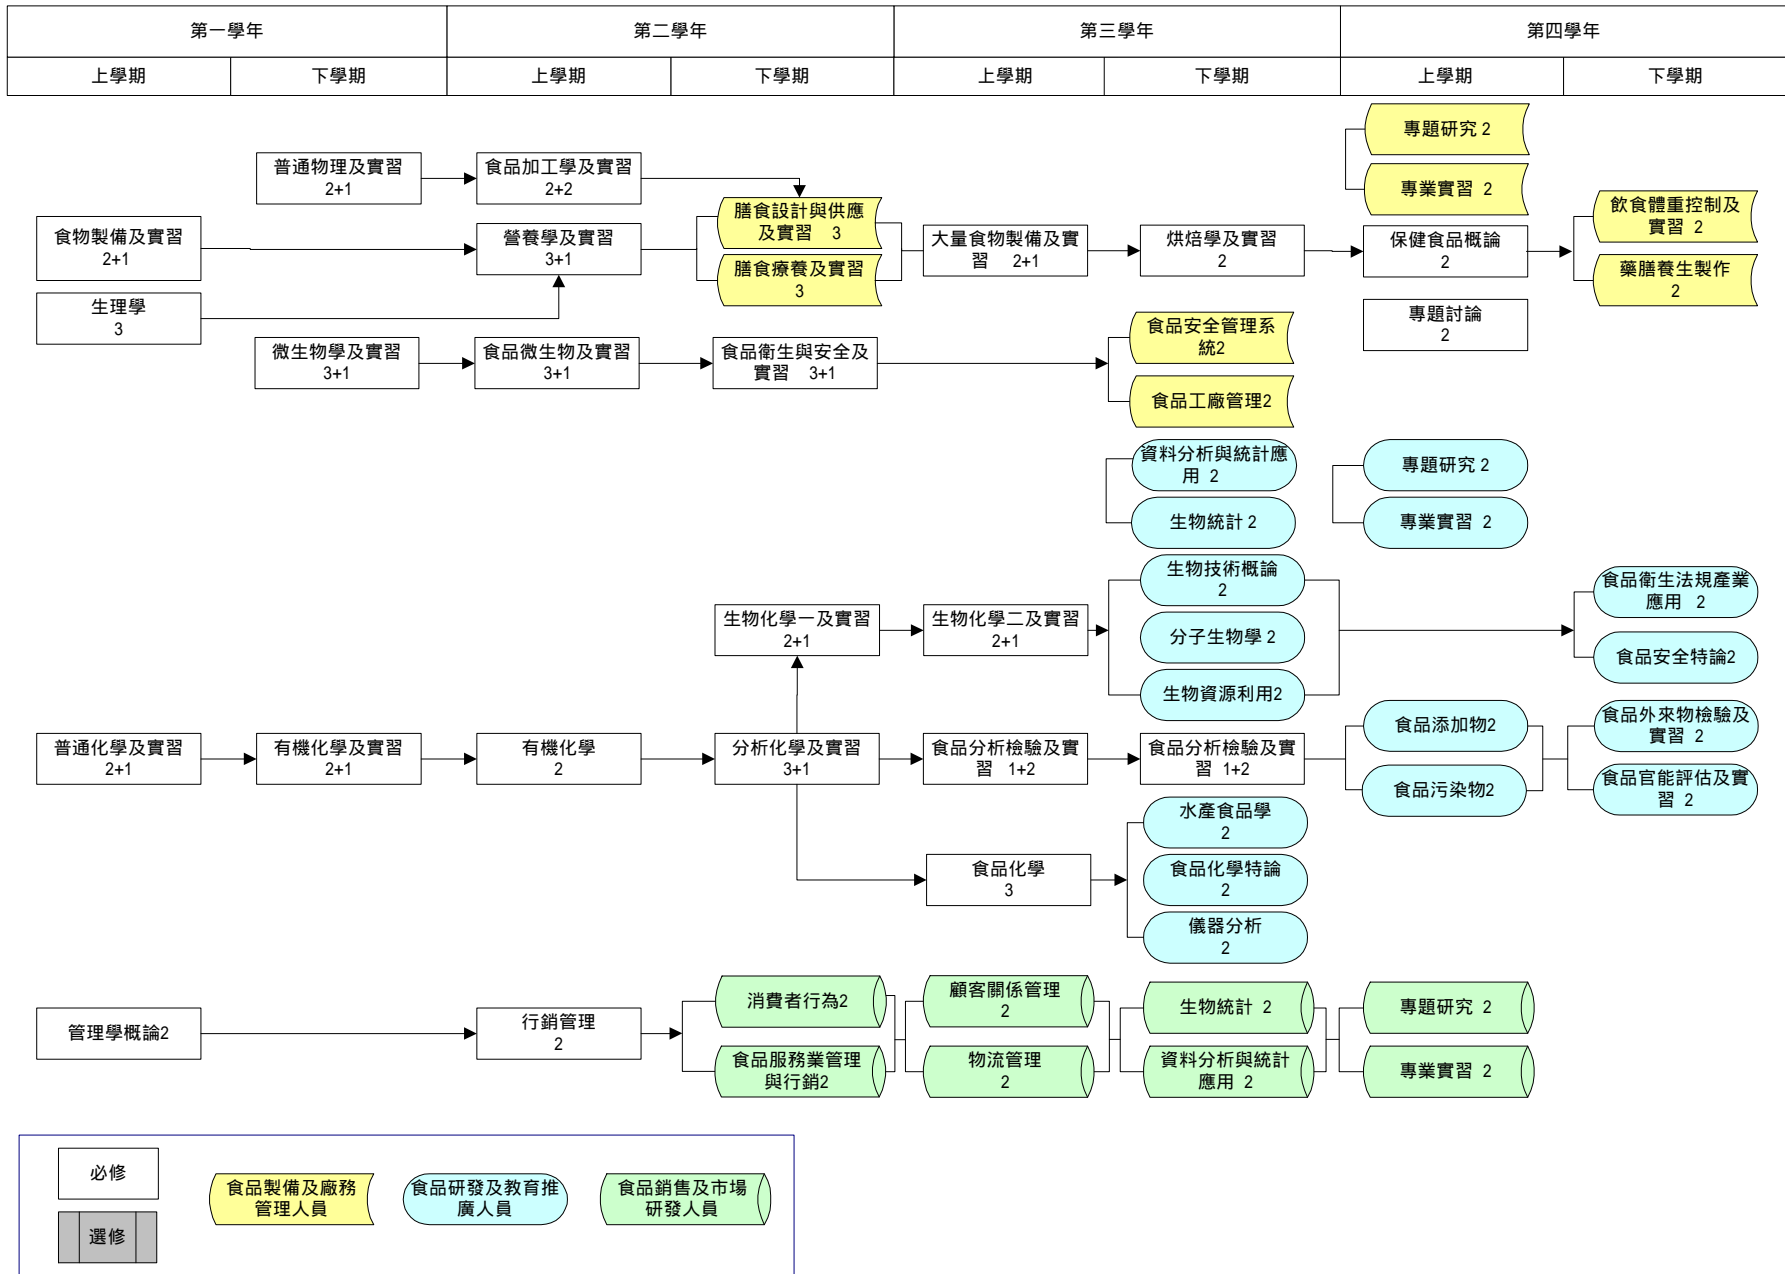 第一學年
第二學年
第三學年
第四學年
上學期
下學期
上學期
下學期
上學期
下學期
上學期
下學期
專題研究 2
專業實習 2
普通物理及實習
2+1
食品加工學及實習
2+2
膳食設計與供應
及實習 3
飲食體重控制及
實習 2
食物製備及實習
2+1
營養學及實習
3+1
大量食物製備及實
習 2+1
烘焙學及實習
2
保健食品概論
2
膳食療養及實習
3
藥膳養生製作
2
生理學
3
專題討論
2
微生物學及實習
3+1
食品微生物及實習
3+1
食品衛生與安全及
實習 3+1
食品安全管理系
統2
食品工廠管理2
資料分析與統計應
用 2
專題研究 2
生物統計 2
專業實習 2
生物技術概論
2
食品衛生法規產業
應用 2
生物化學一及實習
2+1
生物化學二及實習
2+1
分子生物學 2
食品安全特論2
生物資源利用2
普通化學及實習
2+1
有機化學及實習
2+1
有機化學
2
分析化學及實習
3+1
食品分析檢驗及實
習 1+2
食品分析檢驗及實
習 1+2
食品添加物2
食品外來物檢驗及
實習 2
食品污染物2
食品官能評估及實
習 2
水產食品學
2
食品化學
3
食品化學特論
2
儀器分析
2
管理學概論2
行銷管理
2
消費者行為2
顧客關係管理
2
生物統計 2
專題研究 2
食品服務業管理
與行銷2
物流管理
2
資料分析與統計
應用 2
專業實習 2
必修
選修
食品製備及廠務
管理人員
食品研發及教育推
廣人員
食品銷售及市場
研發人員